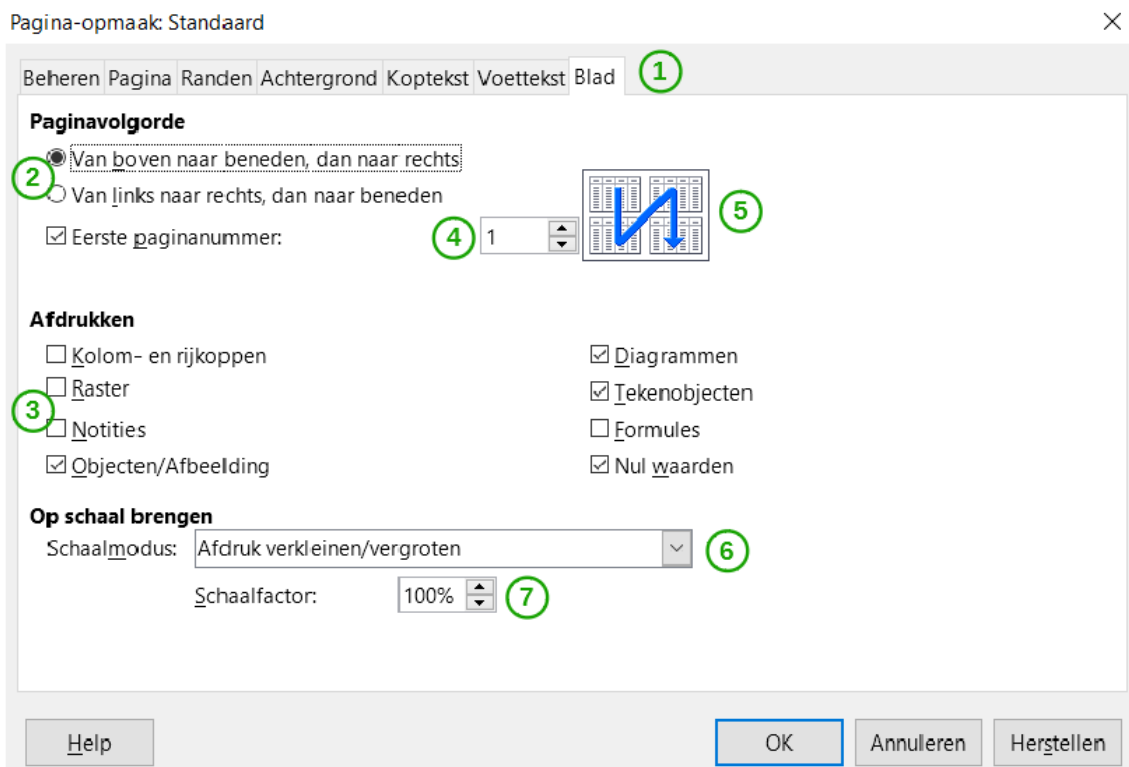 Pagina-opmaak: Standaard
Beheren Pagina Randen Achtergrond Koptekst Voettekst Blad 1
Paginavolgorde
Van boven naar beneden, dan naar rechts
2
Van links naar rechts, dan naar beneden
Eerste paginanummer: 4 1 5
Afdrukken
Kolom- en rijkoppen Diagrammen
Raster Tekenobjecten
3
Notities Formules
Objecten/Afbeelding Nul waarden
Op schaal brengen
Schaalmodus: Afdruk verkleinen/vergroten 6
Schaalfactor: 100% 7
Help OK Annuleren Herstellen